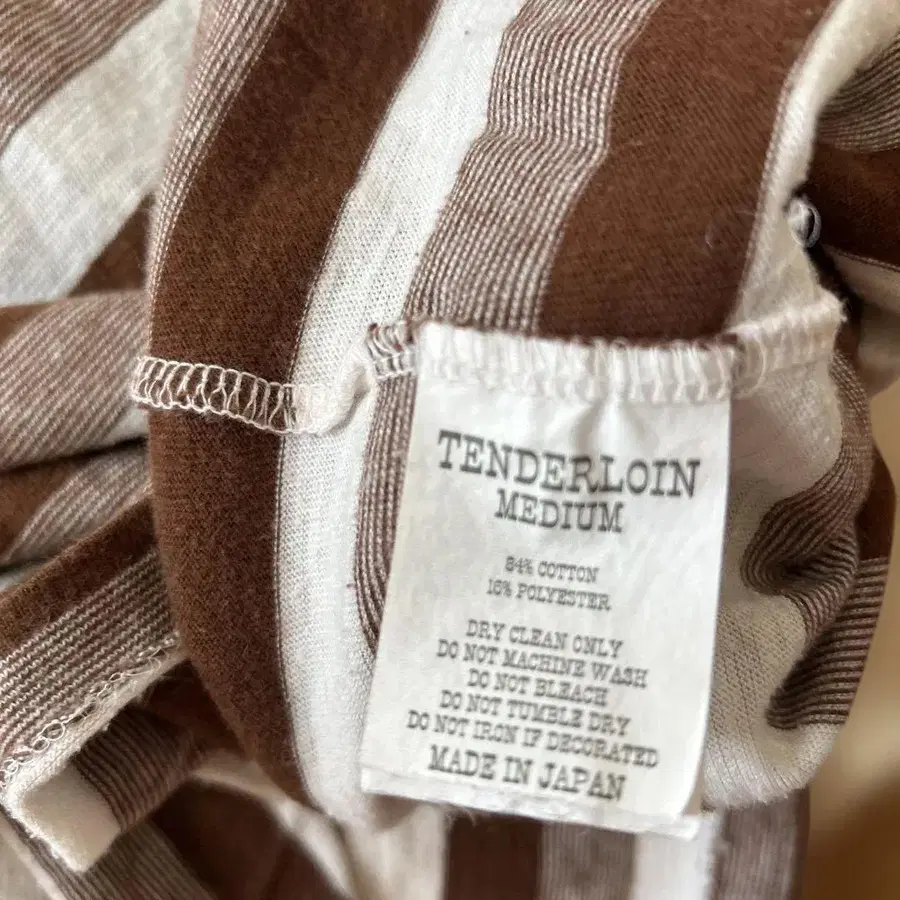 TENDERLOIN
MEDIUM
84% COTTON
16% POLYESTER
DRY CLEAN ONLY
DO NOT MACHINE WASH
DO NOT BLEACH
DO NOT TUMBLE DRY
DO NOT IRON IF DECORATED
MADE IN JAPAN